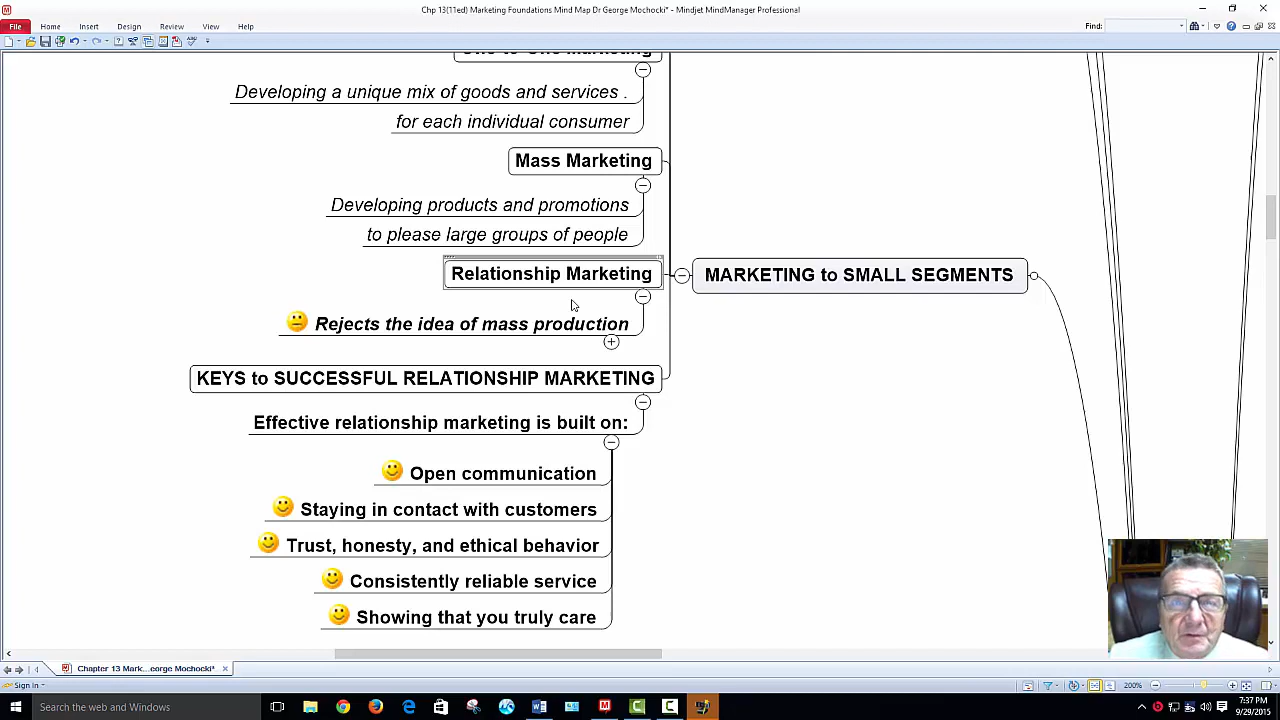 Chp 13(11ed) Marketing Foundations Mind Map Dr George Mochocki* - Mindjet MindManager Professional
File Home Insert Design Review View Help Find:
One to One Marketing
Developing a unique mix of goods and services .
for each individual consumer
Mass Marketing
Developing products and promotions
to please large groups of people
Relationship Marketing
MARKETING to SMALL SEGMENTS
Rejects the idea of mass production
KEYS to SUCCESSFUL RELATIONSHIP MARKETING
Effective relationship marketing is built on:
Open communication
Staying in contact with customers
Trust, honesty, and ethical behavior
Consistently reliable service
Showing that you truly care
Chapter 13 Mark...eorge Mochocki*
Sign In
200%
Search the web and Windows
7:37 PM
9/29/2015